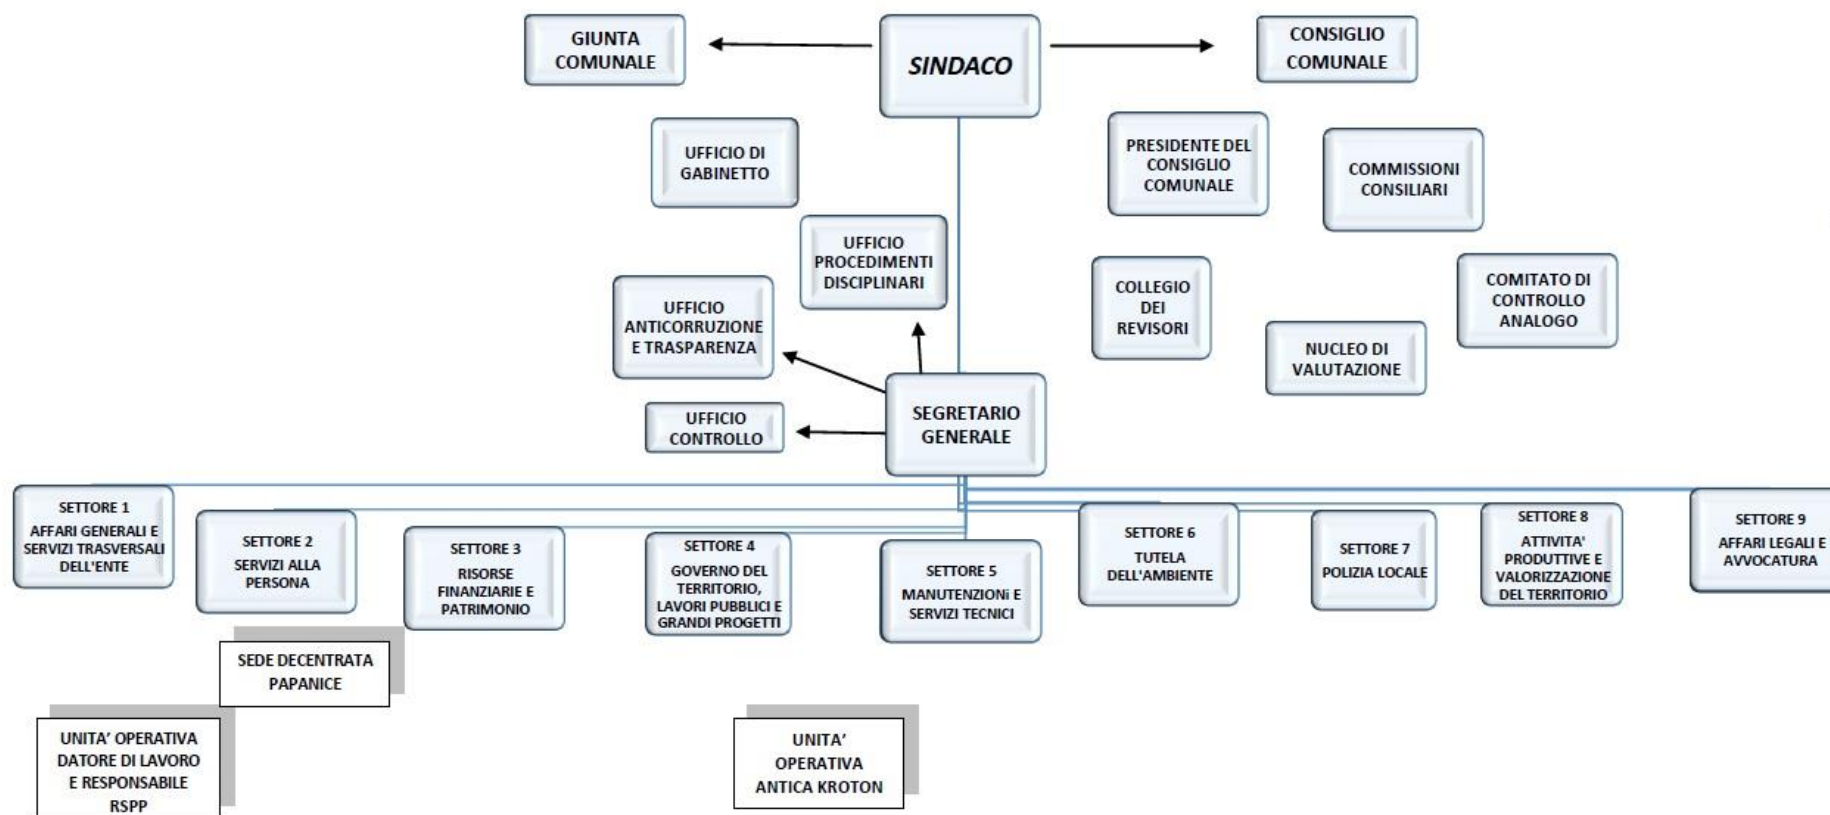 GIUNTA
COMUNALE
SINDACO
CONSIGLIO
COMUNALE
UFFICIO DI
GABINETTO
PRESIDENTE DEL
CONSIGLIO
COMUNALE
COMMISSIONI
CONSILIARI
UFFICIO
PROCEDIMENTI
DISCIPLINARI
UFFICIO
ANTICORRUZIONE
E TRASPARENZA
COLLEGIO
DEI
REVISORI
COMITATO DI
CONTROLLO
ANALOGO
NUCLEO DI
VALUTAZIONE
UFFICIO
CONTROLLO
SEGRETARIO
GENERALE
SETTORE 1
AFFARI GENERALI E
SERVIZI TRASVERSALI
DELL'ENTE
SETTORE 2
SERVIZI ALLA
PERSONA
SETTORE 3
RISORSE
FINANZIARIE E
PATRIMONIO
SETTORE 4
GOVERNO DEL
TERRITORIO,
LAVORI PUBBLICI E
GRANDI PROGETTI
SETTORE 5
MANUTENZIONi E
SERVIZI TECNICI
SETTORE 6
TUTELA
DELL'AMBIENTE
SETTORE 7
POLIZIA LOCALE
SETTORE 8
ATTIVITA'
PRODUTTIVE E
VALORIZZAZIONE
DEL TERRITORIO
SETTORE 9
AFFARI LEGALI E
AVVOCATURA
SEDE DECENTRATA
PAPANICE
UNITA’ OPERATIVA
DATORE DI LAVORO
E RESPONSABILE
RSPP
UNITA’
OPERATIVA
ANTICA KROTON